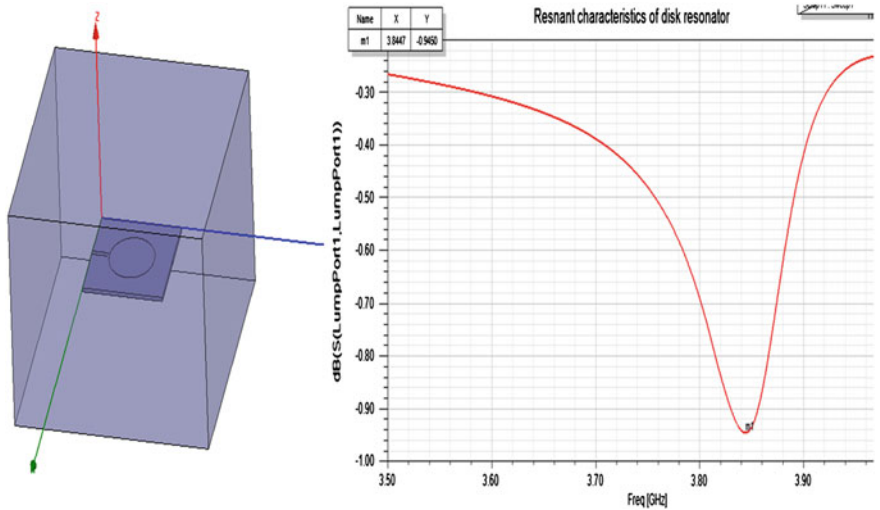 z
Name X Y
m1 3.8447 -0.9450
Resnant characteristics of disk resonator
dB(S(LumpPort1,LumpPort1))
-0.30
-0.40
-0.50
-0.60
-0.70
-0.80
-0.90
-1.00
m1
3.50 3.60 3.70 3.80 3.90
Freq [GHz]